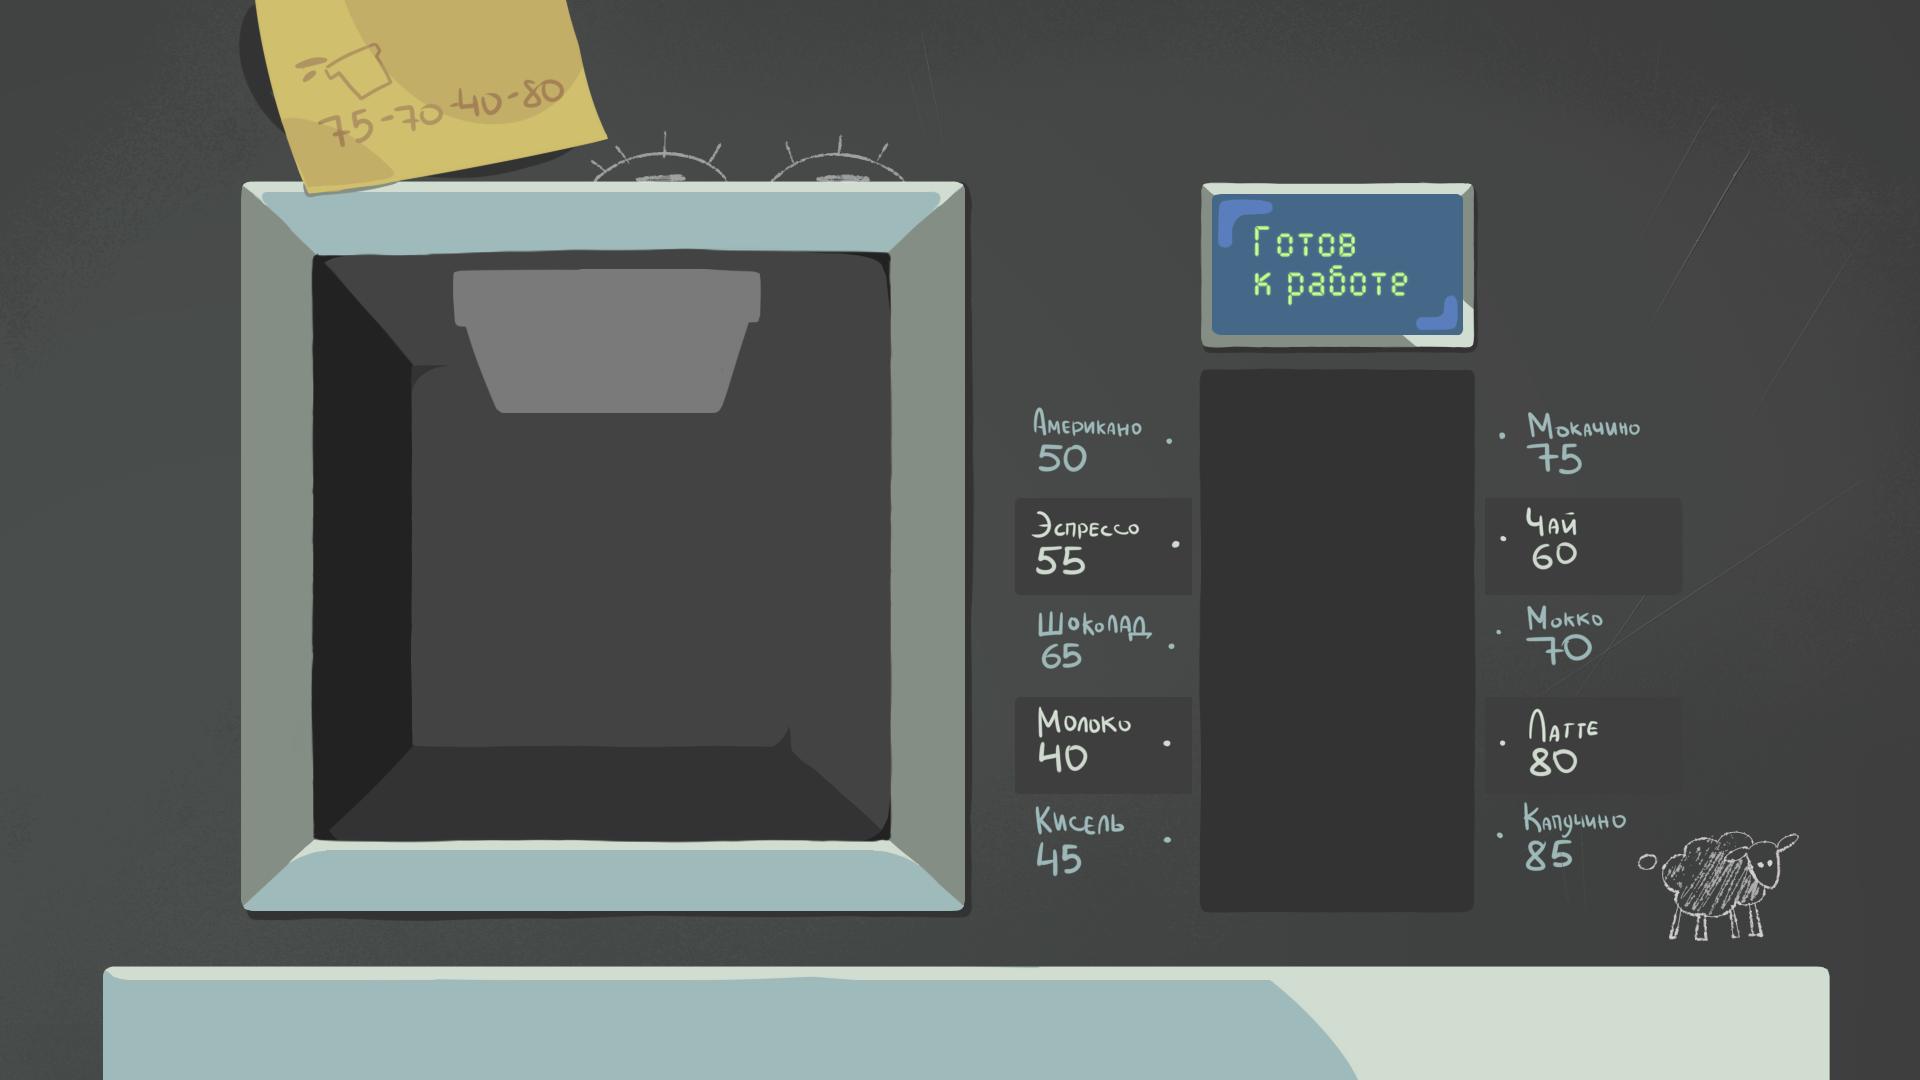 75-70-40-80
Готов
к работе
Американо
50
Эспрессо
55
Шоколад
65
Молоко
40
Кисель
45
Мокачино
75
Чай
60
Мокко
70
Латте
80
Капучино
85